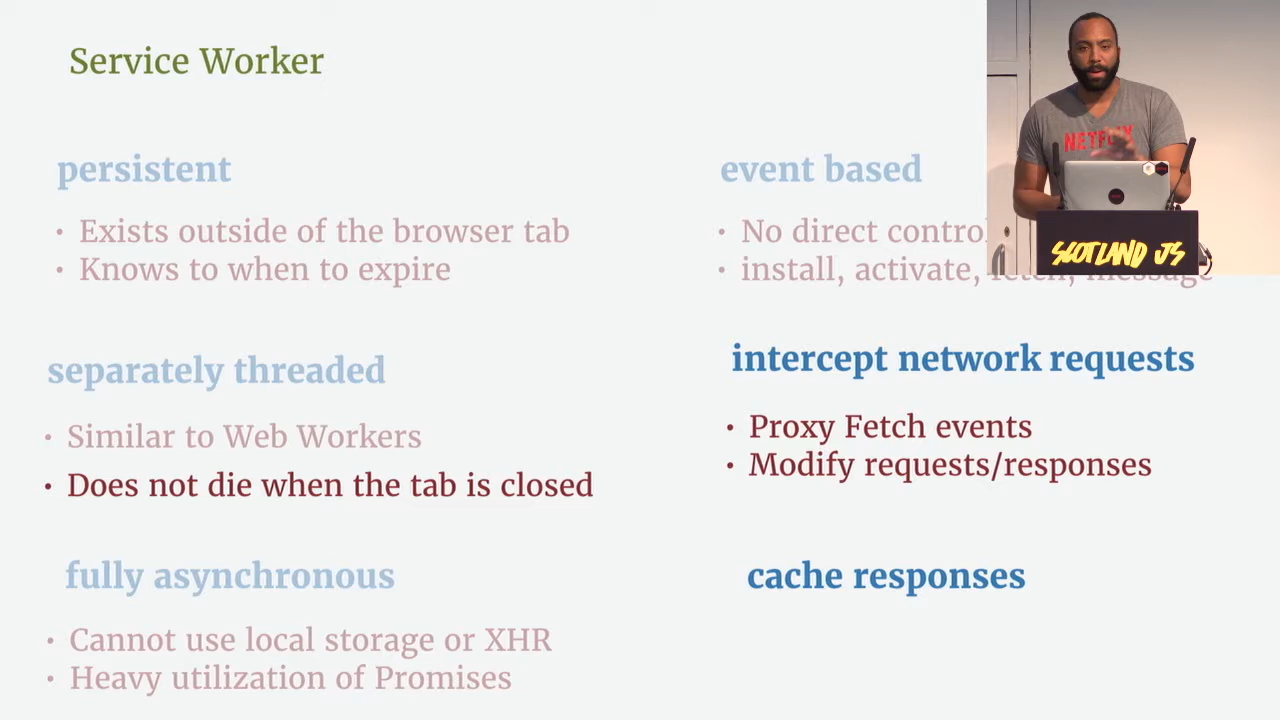 Service Worker
persistent
• Exists outside of the browser tab
• Knows to when to expire
event based
• No direct control
• install, activate, fetch, message
separately threaded
• Similar to Web Workers
• Does not die when the tab is closed
intercept network requests
• Proxy Fetch events
• Modify requests/responses
fully asynchronous
• Cannot use local storage or XHR
• Heavy utilization of Promises
cache responses
NETFLIX
SCOTLAND JS